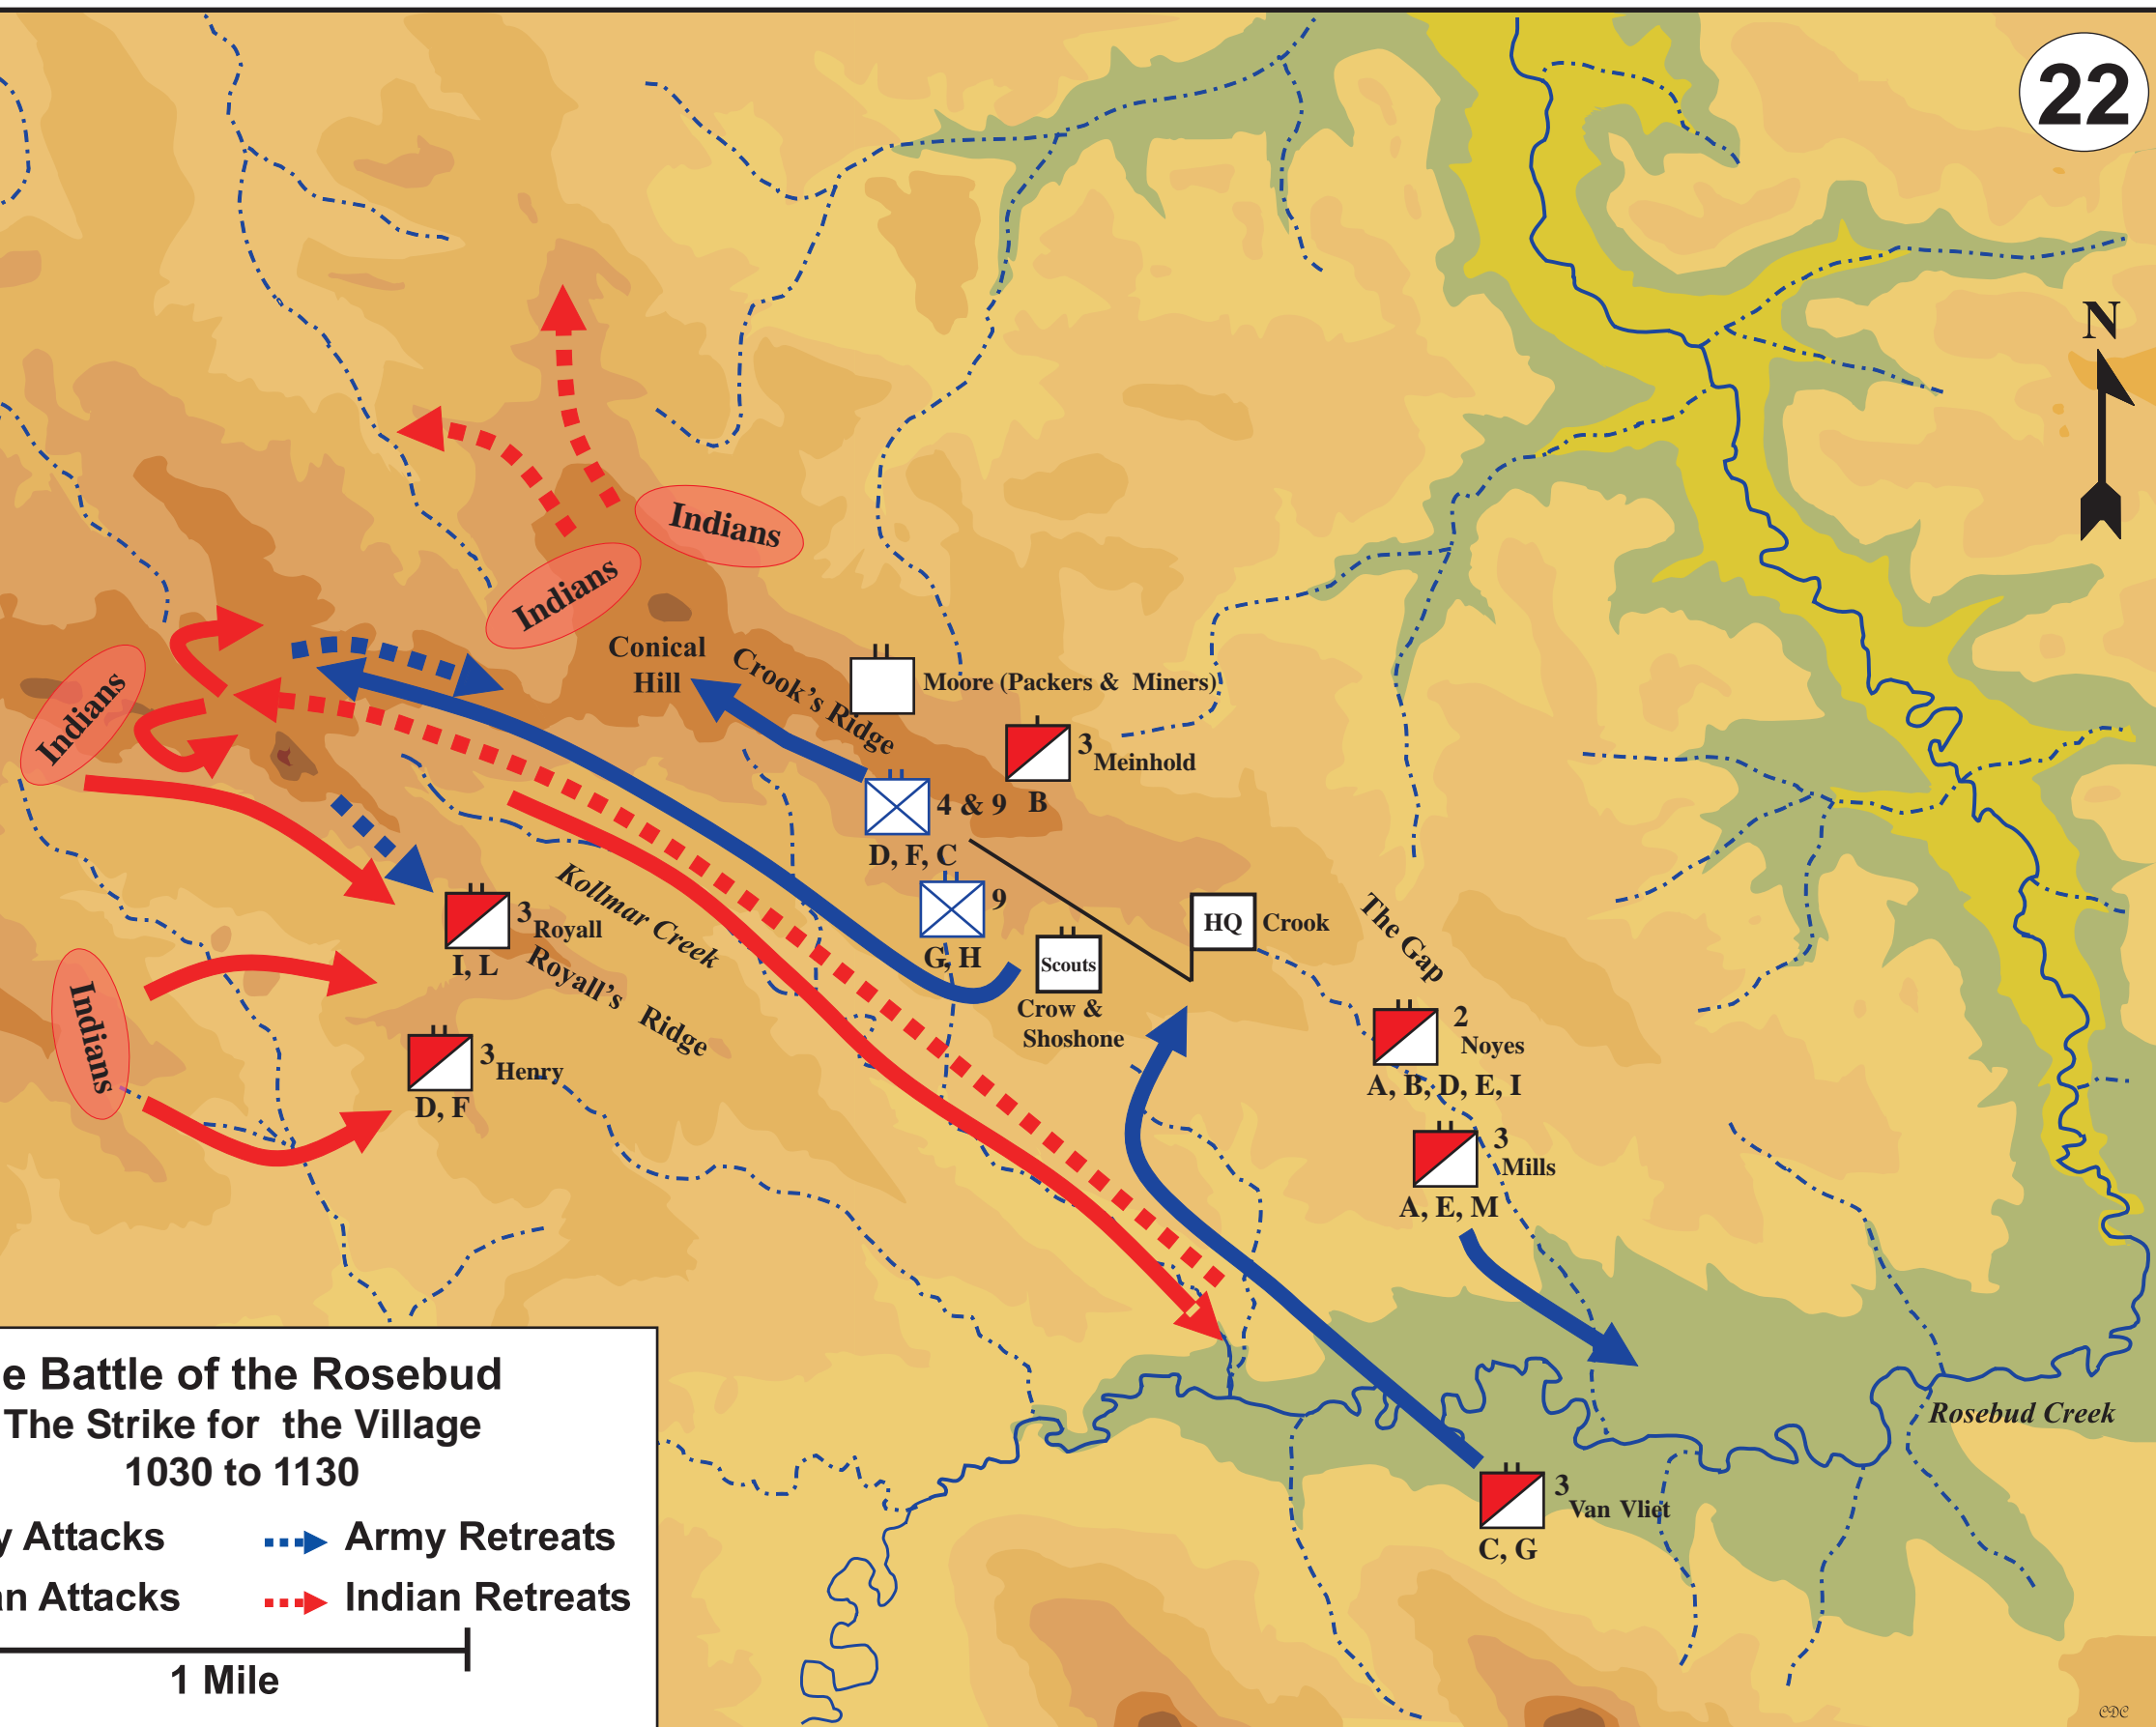 22
N
Indians
Indians
Indians
Indians
Conical
Hill
Crook's Ridge
Moore (Packers & Miners)
3
Meinhold
B
4 & 9
D, F, C
9
G, H
HQ
Crook
The Gap
Scouts
Crow &
Shoshone
Kollmar Creek
3
Royall
I, L
Royall's Ridge
3
Henry
D, F
2
Noyes
A, B, D, E, I
3
Mills
A, E, M
Rosebud Creek
3
Van Vliet
C, G
e Battle of the Rosebud
The Strike for the Village
1030 to 1130
y Attacks
Army Retreats
an Attacks
Indian Retreats
1 Mile
CDC